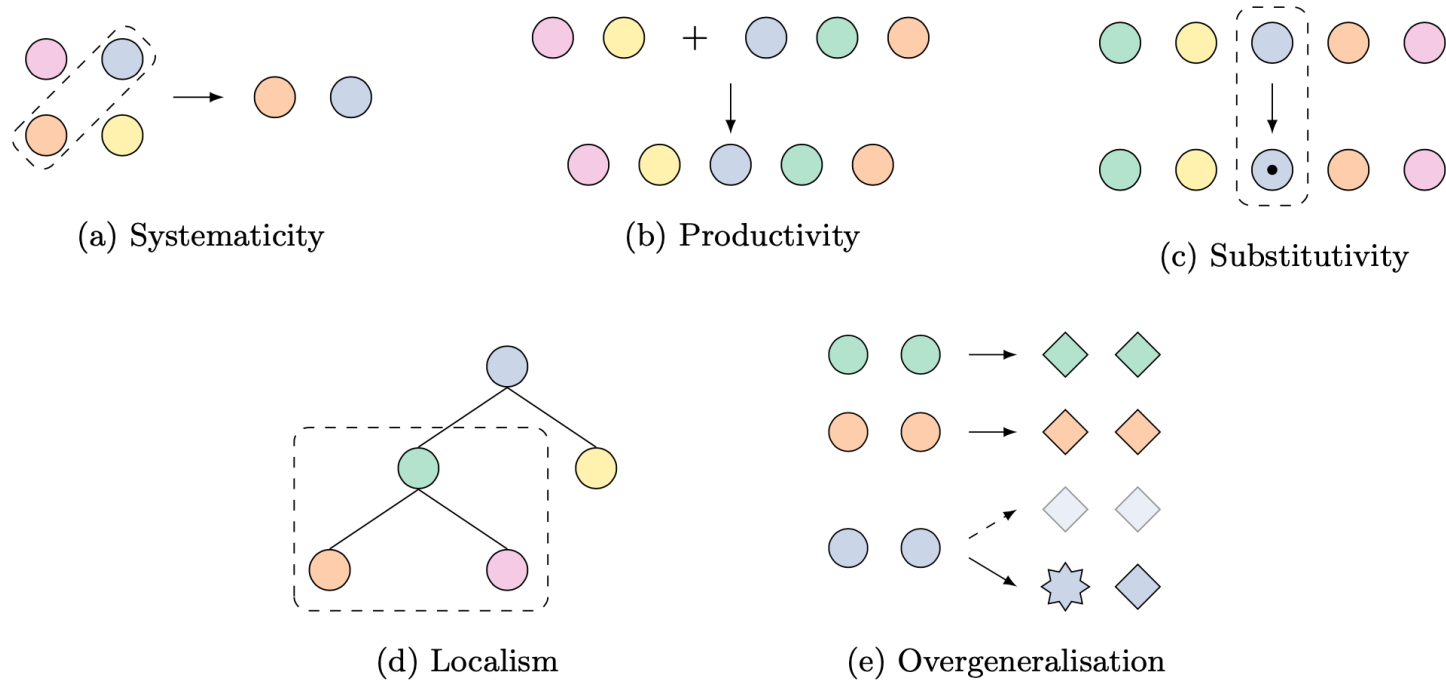 +
(a) Systematicity
(b) Productivity
(c) Substitutivity
(d) Localism
(e) Overgeneralisation